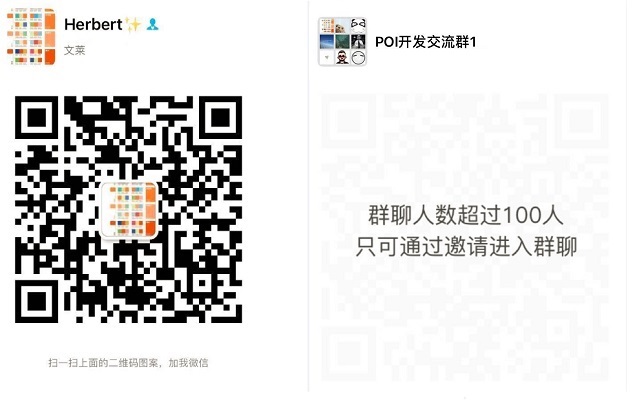 Herbert✨
文莱
扫一扫上面的二维码图案，加我微信
POI开发交流群1
群聊人数超过100人
只可通过邀请进入群聊